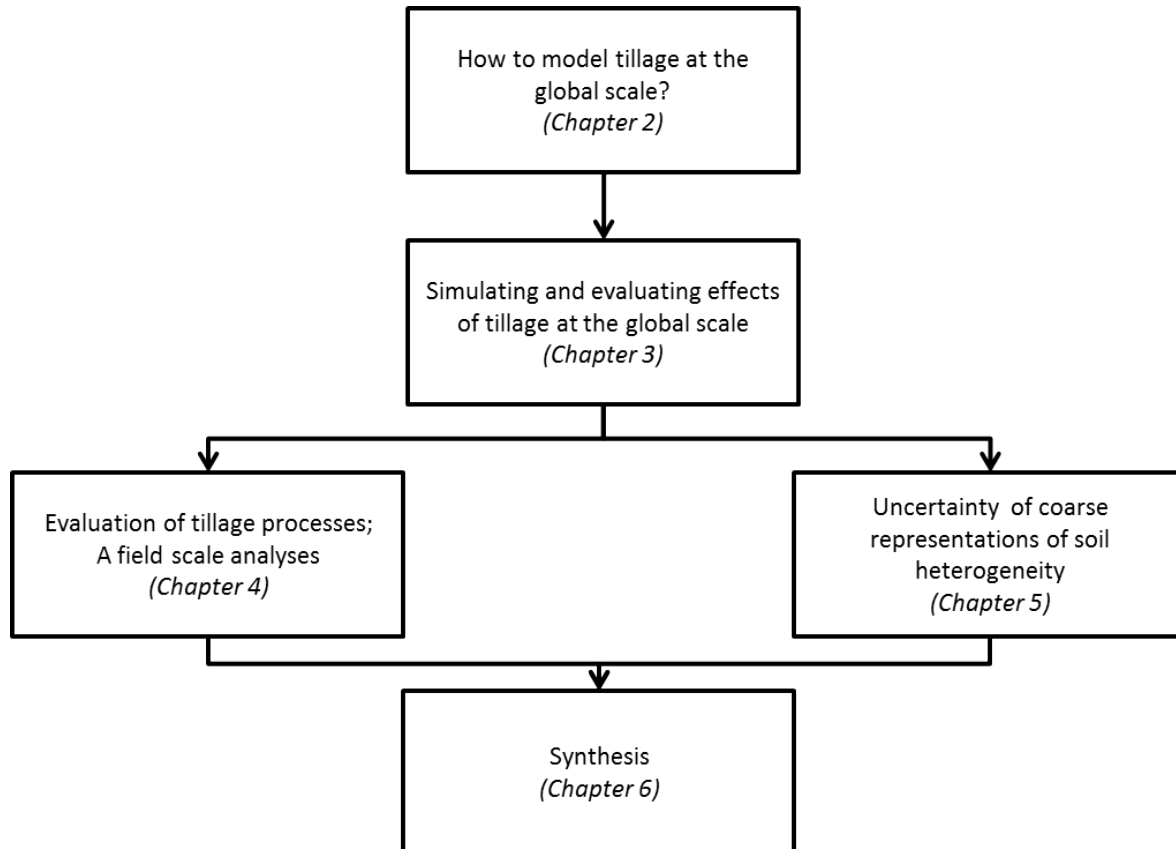 How to model tillage at the
global scale?
(Chapter 2)
Simulating and evaluating effects
of tillage at the global scale
(Chapter 3)
Evaluation of tillage processes;
A field scale analyses
(Chapter 4)
Uncertainty of coarse
representations of soil
heterogeneity
(Chapter 5)
Synthesis
(Chapter 6)